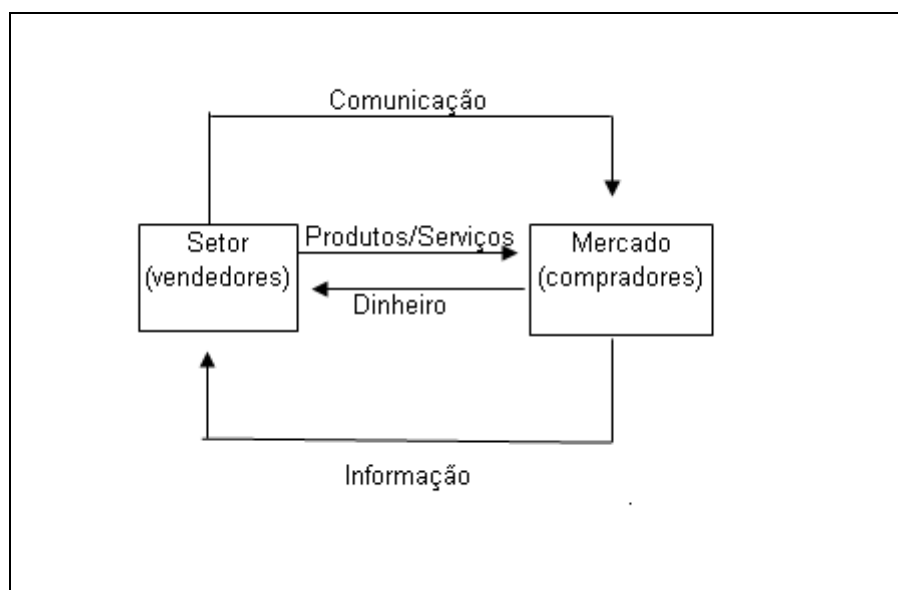 Comunicação
Setor
(vendedores)
Produtos/Serviços
Dinheiro
Mercado
(compradores)
Informação